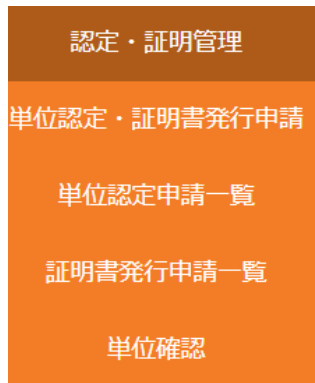 認定・証明管理
単位認定・証明書発行申請
単位認定申請一覧
証明書発行申請一覧
単位確認